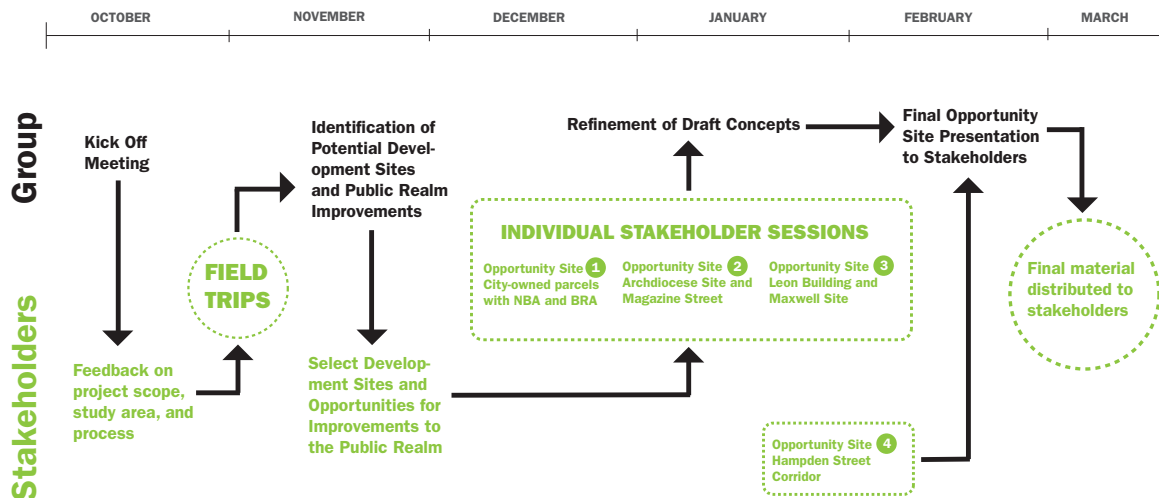 OCTOBER
NOVEMBER
DECEMBER
JANUARY
FEBRUARY
MARCH
Group
Stakeholders
Kick Off
Meeting
Feedback on
project scope,
study area, and
process
FIELD
TRIPS
Identification of
Potential Devel-
opment Sites
and Public Realm
Improvements
Select Develop-
ment Sites and
Opportunities for
Improvements to
the Public Realm
Refinement of Draft Concepts
INDIVIDUAL STAKEHOLDER SESSIONS
Opportunity Site 1
City-owned parcels
with NBA and BRA
Opportunity Site 2
Archdiocese Site and
Magazine Street
Opportunity Site 3
Leon Building and
Maxwell Site
Opportunity Site 4
Hampden Street
Corridor
Final Opportunity
Site Presentation
to Stakeholders
Final material
distributed to
stakeholders